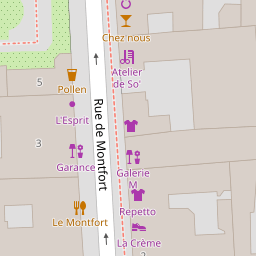 Chez nous
Atelier
de So'
5
Pollen
L'Esprit
Rue de Montfort
3
Garance
Galerie
M
Repetto
Le Montfort
La Crème
2